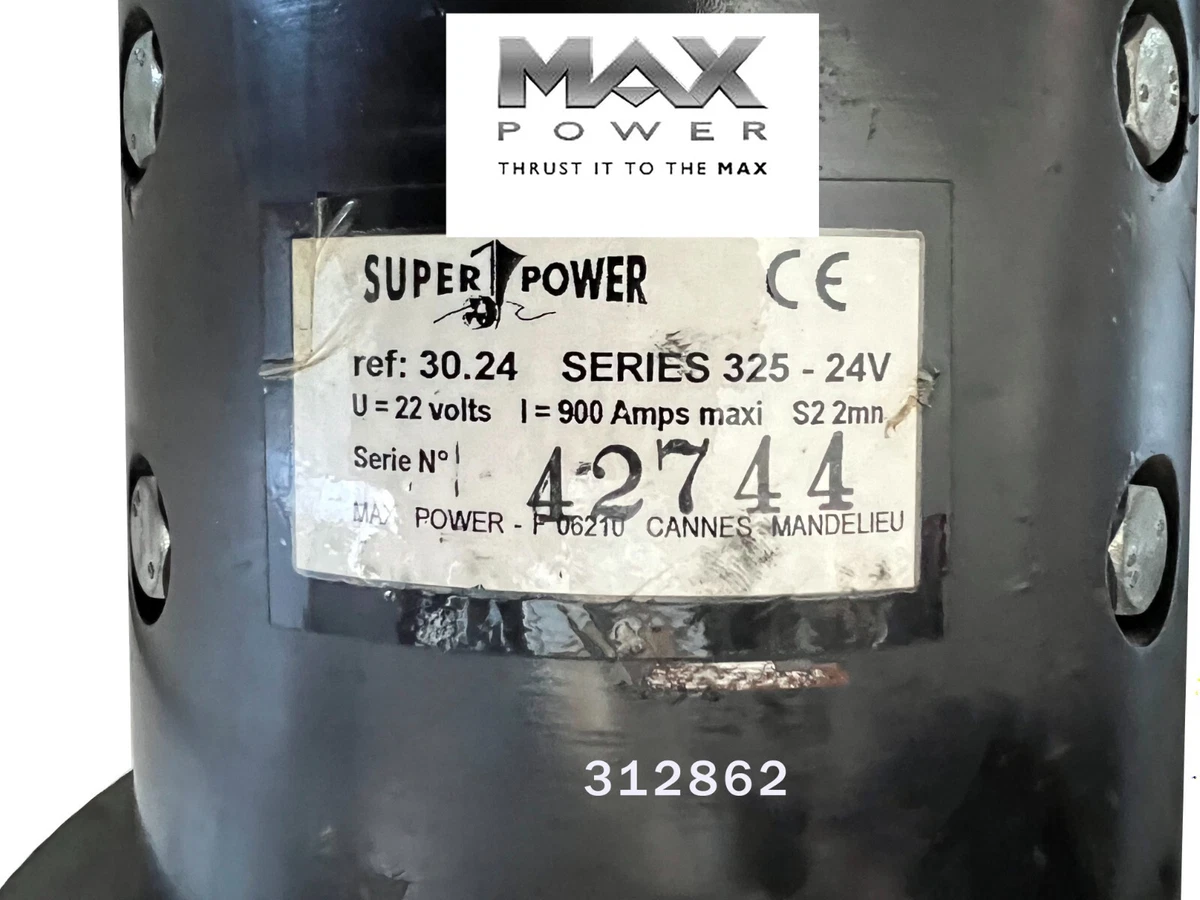 MAX
POWER
THRUST IT TO THE MAX
SUPER POWER CE
ref: 30.24 SERIES 325 - 24V
U = 22 volts I = 900 Amps maxi S2 2mn
Serie N° 42744
MAX POWER - F 06210 CANNES MANDELIEU
312862